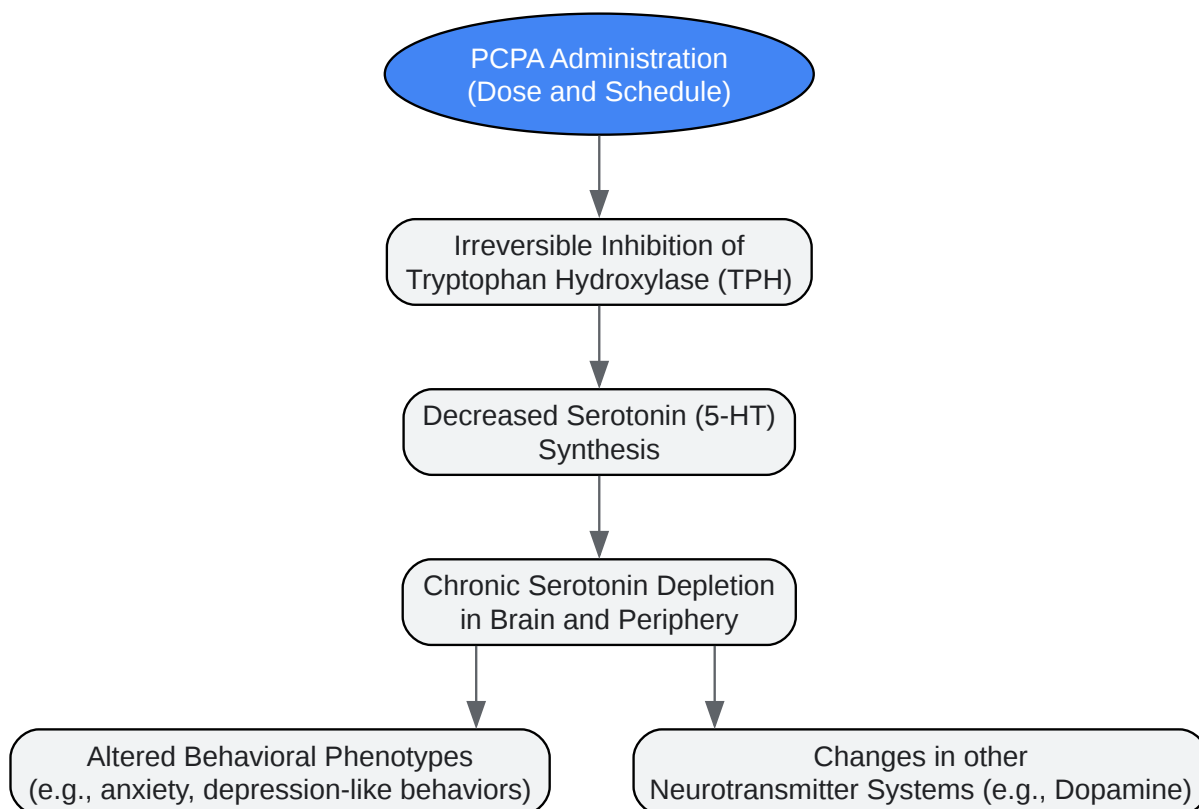 PCPA Administration
(Dose and Schedule)
Irreversible Inhibition of
Tryptophan Hydroxylase (TPH)
Decreased Serotonin (5-HT)
Synthesis
Chronic Serotonin Depletion
in Brain and Periphery
Altered Behavioral Phenotypes
(e.g., anxiety, depression-like behaviors)
Changes in other
Neurotransmitter Systems (e.g., Dopamine)